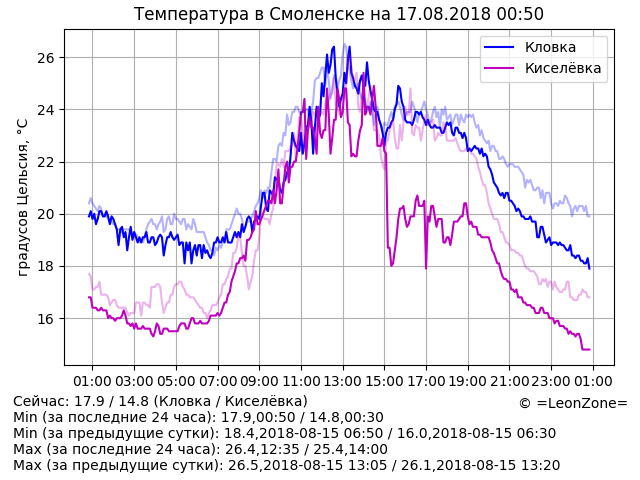 Температура в Смоленске на 17.08.2018 00:50
градусов Цельсия, °C
26
24
22
20
18
16
Кловка
Киселёвка
01:00 03:00 05:00 07:00 09:00 11:00 13:00 15:00 17:00 19:00 21:00 23:00 01:00
Сейчас: 17.9 / 14.8 (Кловка / Киселёвка)
© =LeonZone=
Min (за последние 24 часа): 17.9,00:50 / 14.8,00:30
Min (за предыдущие сутки): 18.4,2018-08-15 06:50 / 16.0,2018-08-15 06:30
Max (за последние 24 часа): 26.4,12:35 / 25.4,14:00
Max (за предыдущие сутки): 26.5,2018-08-15 13:05 / 26.1,2018-08-15 13:20